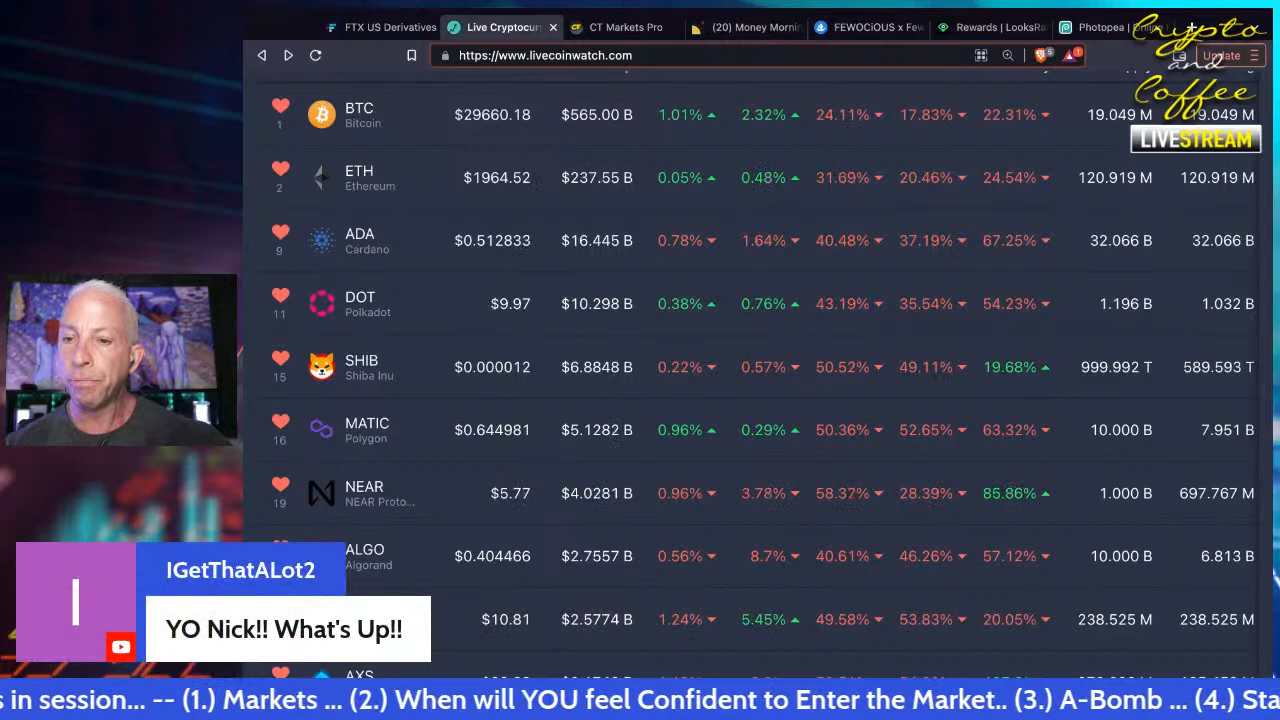 FTX US Derivatives
Live Cryptocur
CT Markets Pro
(20) Money Mornin
FEWOCiOUS x Few
Rewards | LooksRa
Photopea | Onlin
Crypto
and
Coffee
LIVESTREAM
https://www.livecoinwatch.com
5
1
Update
1 BTC Bitcoin $29660.18 $565.00 B 1.01% 2.32% 24.11% 17.83% 22.31% 19.049 M 19.049 M
2 ETH Ethereum $1964.52 $237.55 B 0.05% 0.48% 31.69% 20.46% 24.54% 120.919 M 120.919 M
9 ADA Cardano $0.512833 $16.445 B 0.78% 1.64% 40.48% 37.19% 67.25% 32.066 B 32.066 B
11 DOT Polkadot $9.97 $10.298 B 0.38% 0.76% 43.19% 35.54% 54.23% 1.196 B 1.032 B
15 SHIB Shiba Inu $0.000012 $6.8848 B 0.22% 0.57% 50.52% 49.11% 19.68% 999.992 T 589.593 T
16 MATIC Polygon $0.644981 $5.1282 B 0.96% 0.29% 50.36% 52.65% 63.32% 10.000 B 7.951 B
19 NEAR NEAR Proto... $5.77 $4.0281 B 0.96% 3.78% 58.37% 28.39% 85.86% 1.000 B 697.767 M
ALGO Algorand $0.404466 $2.7557 B 0.56% 8.7% 40.61% 46.26% 57.12% 10.000 B 6.813 B
$10.81 $2.5774 B 1.24% 5.45% 49.58% 53.83% 20.05% 238.525 M 238.525 M
AXS
I
IGetThatALot2
YO Nick!! What's Up!!
s in session... -- (1.) Markets ... (2.) When will YOU feel Confident to Enter the Market.. (3.) A-Bomb ... (4.) Sta